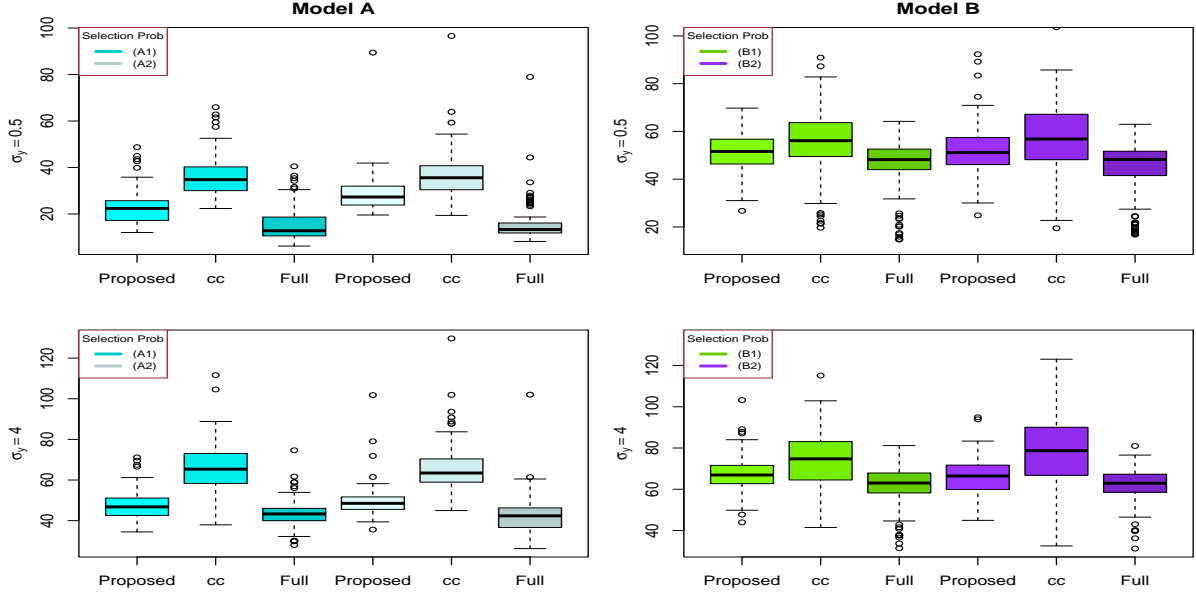 Model A
100
80
60
40
20
σy = 0.5
Selection Prob
(A1)
(A2)
Proposed cc Full Proposed cc Full
Model B
100
80
60
40
20
σy = 0.5
Selection Prob
(B1)
(B2)
Proposed cc Full Proposed cc Full
120
100
80
60
40
σy = 4
Selection Prob
(A1)
(A2)
Proposed cc Full Proposed cc Full
120
100
80
60
40
σy = 4
Selection Prob
(B1)
(B2)
Proposed cc Full Proposed cc Full